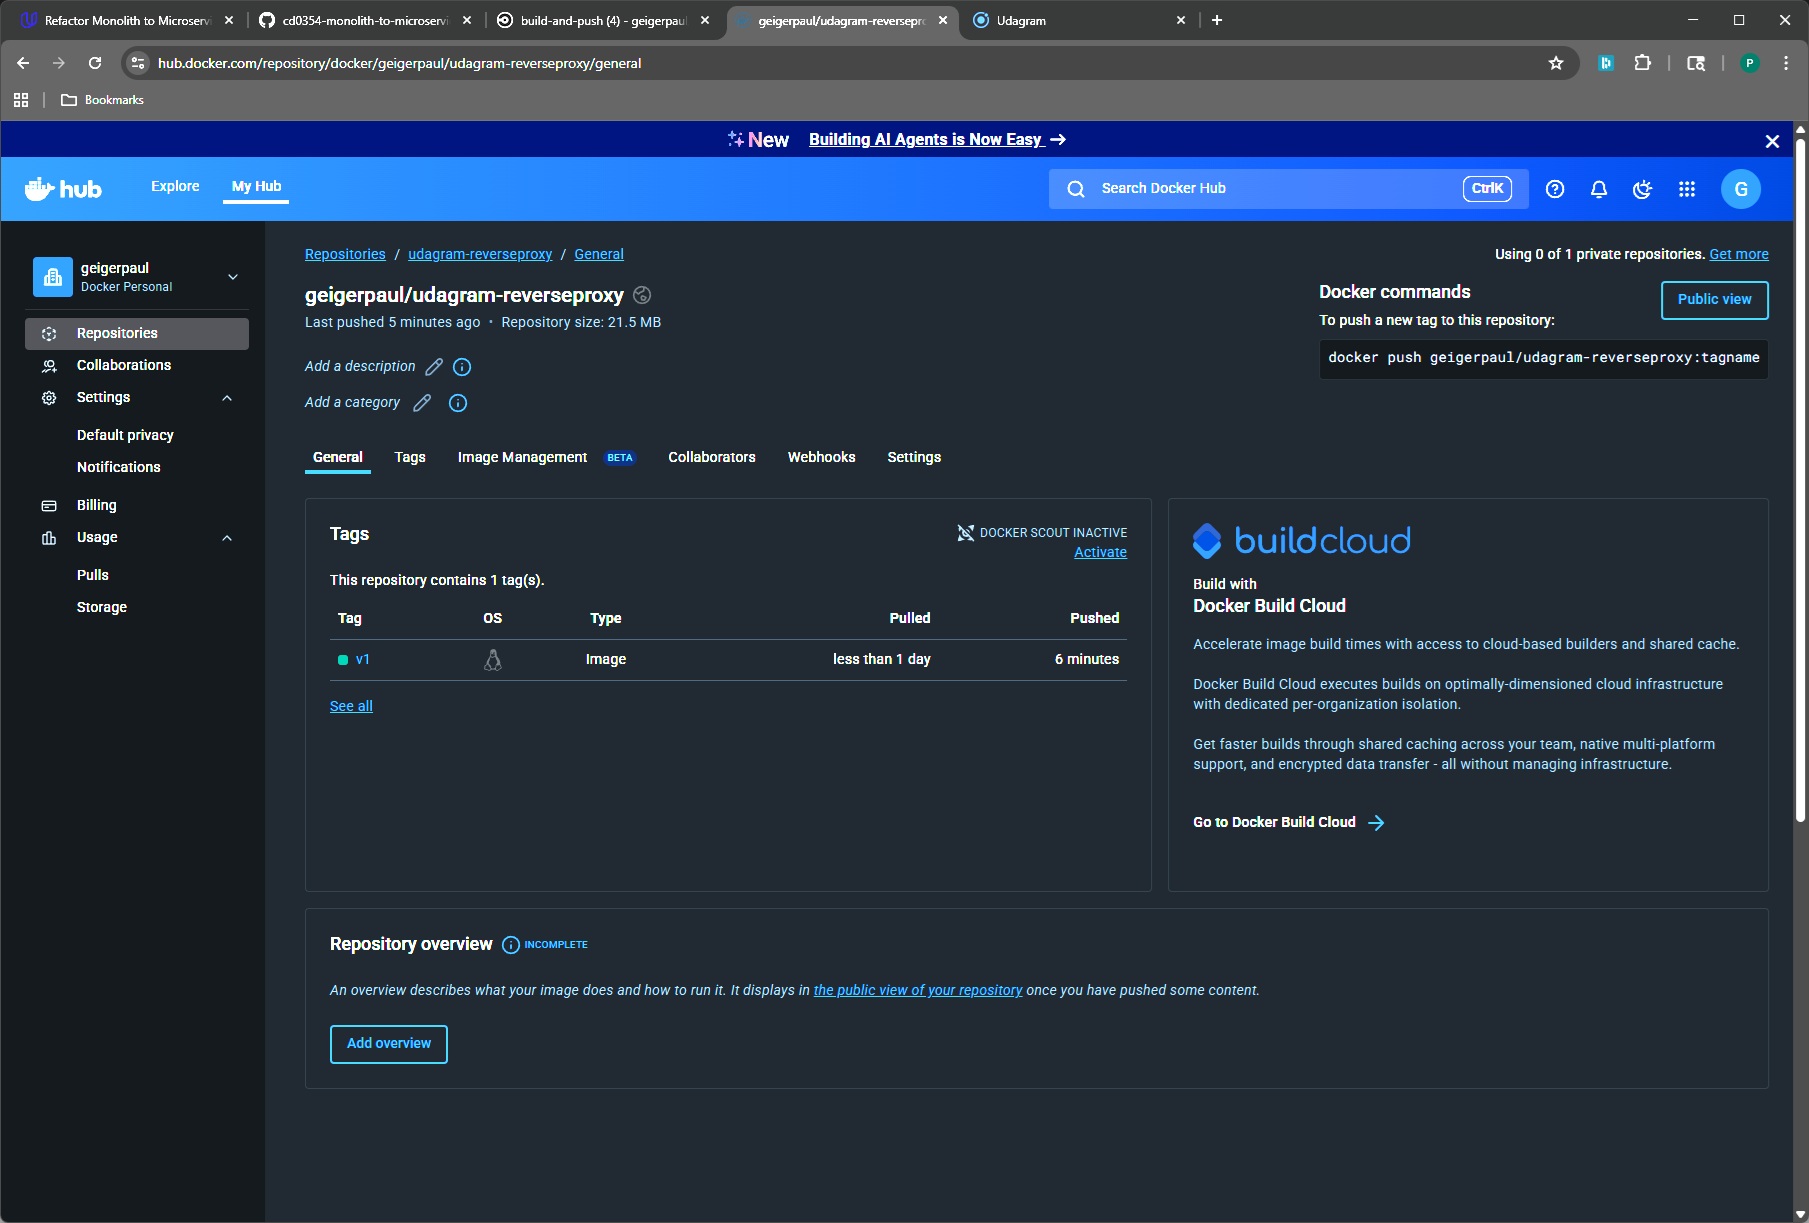 Refactor Monolith to Microservi
cd0354-monolith-to-microservi
build-and-push (4) - geigerpau
geigerpaul/udagram-reversepr
Udagram
hub.docker.com/repository/docker/geigerpaul/udagram-reverseproxy/general
P
Bookmarks
New Building AI Agents is Now Easy →
hub
Explore
My Hub
Search Docker Hub
CtrlK
G
geigerpaul
Docker Personal
Repositories
Collaborations
Settings
Default privacy
Notifications
Billing
Usage
Pulls
Storage
Repositories / udagram-reverseproxy / General
Using 0 of 1 private repositories. Get more
geigerpaul/udagram-reverseproxy
Last pushed 5 minutes ago • Repository size: 21.5 MB
Add a description
Add a category
Docker commands
Public view
To push a new tag to this repository:
docker push geigerpaul/udagram-reverseproxy:tagname
General
Tags
Image Management BETA
Collaborators
Webhooks
Settings
Tags
DOCKER SCOUT INACTIVE
Activate
This repository contains 1 tag(s).
Tag OS Type Pulled Pushed
v1 Image less than 1 day 6 minutes
See all
buildcloud
Build with
Docker Build Cloud
Accelerate image build times with access to cloud-based builders and shared cache.
Docker Build Cloud executes builds on optimally-dimensioned cloud infrastructure
with dedicated per-organization isolation.
Get faster builds through shared caching across your team, native multi-platform
support, and encrypted data transfer - all without managing infrastructure.
Go to Docker Build Cloud →
Repository overview INCOMPLETE
An overview describes what your image does and how to run it. It displays in the public view of your repository once you have pushed some content.
Add overview